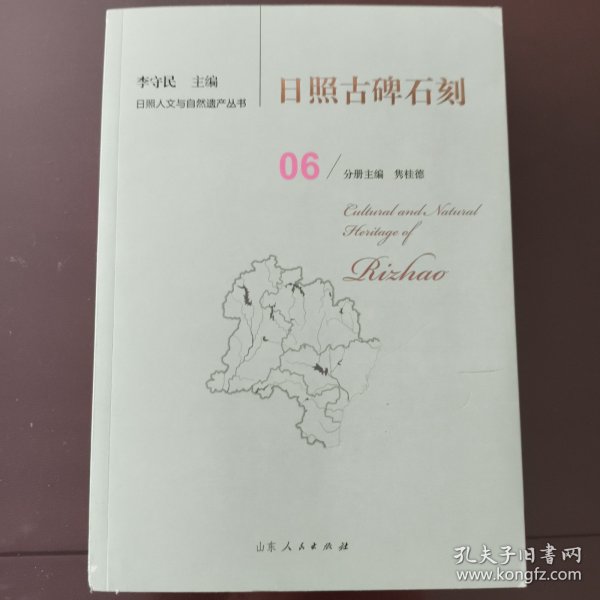 李守民 主编
日照人文与自然遗产丛书
日照古碑石刻
06/分册主编 隽桂德
Cultural and Natural
Heritage of
Rizhao
山东人民出版社
孔夫子旧书网
www.kongfz.com